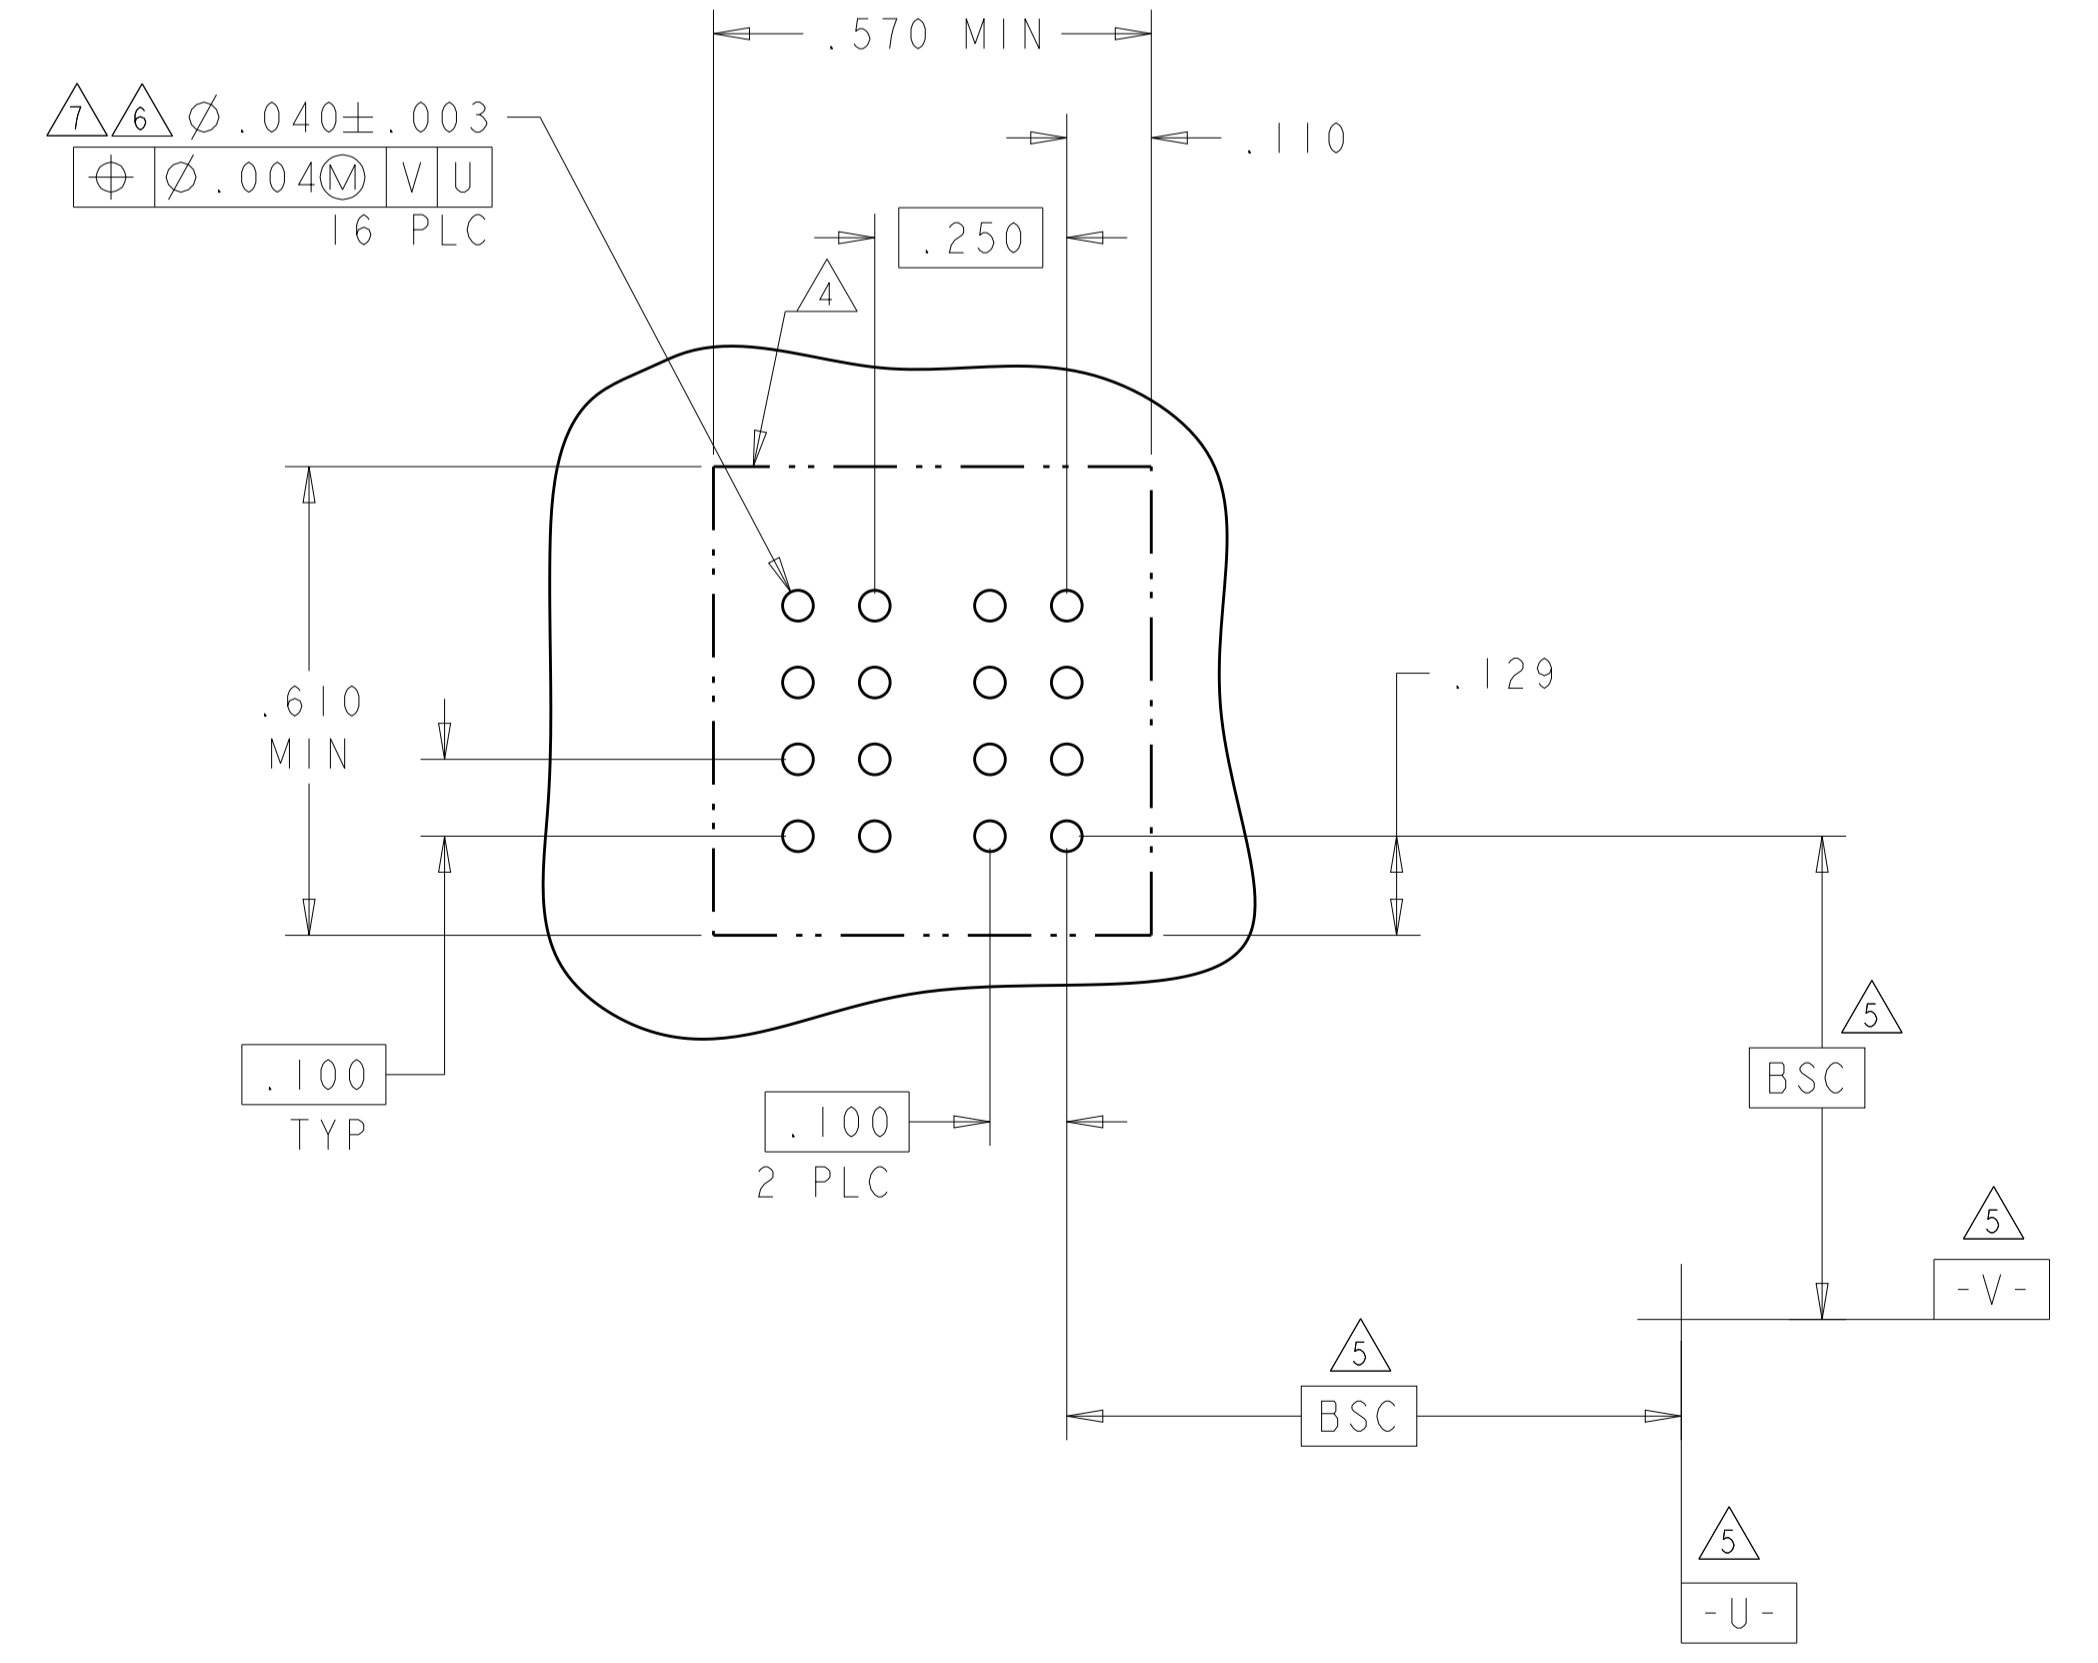 .570 MIN
7 6 Ø.040±.003
⌖ Ø.004Ⓜ V U
16 PLC
.110
.250
4
.129
.610
MIN
5
BSC
.100
TYP
.100
2 PLC
5
-V-
5
BSC
5
-U-